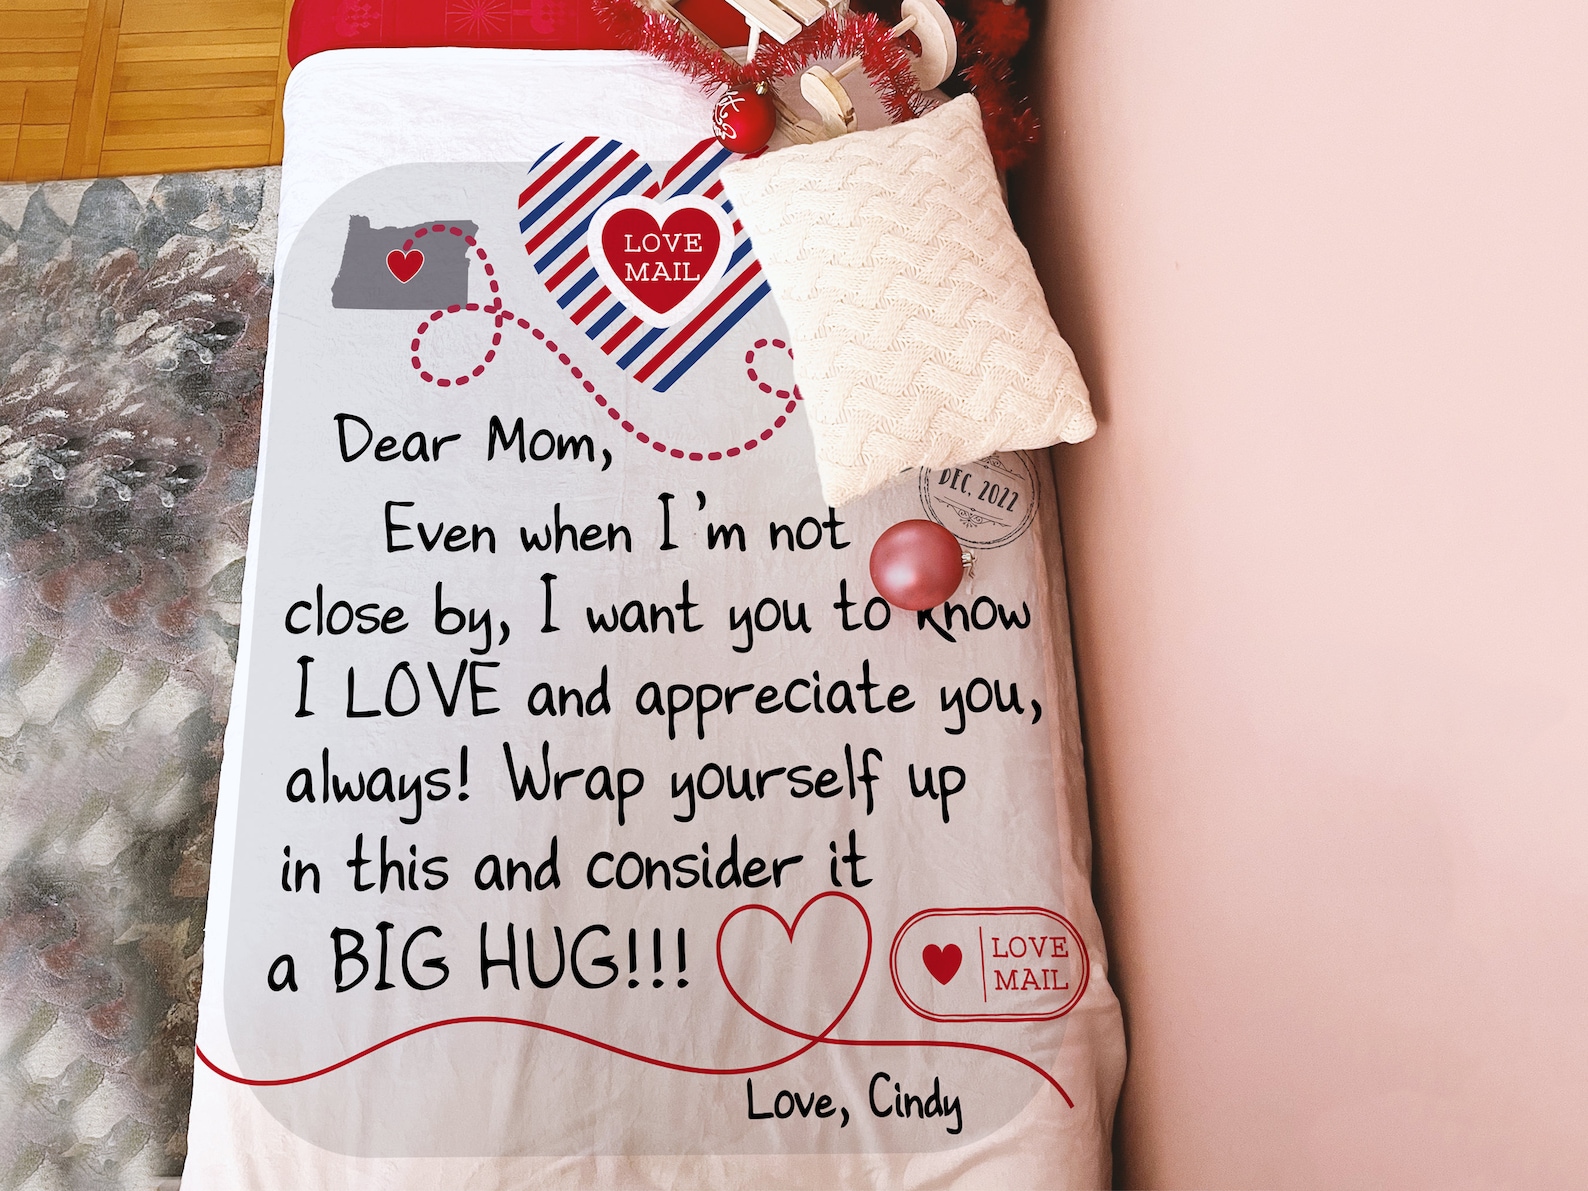 LOVE
MAIL
Dear Mom,
DEC, 2022
Even when I'm not
close by, I want you to know
I LOVE and appreciate you,
always! Wrap yourself up
in this and consider it
a BIG HUG!!!
LOVE
MAIL
Love, Cindy